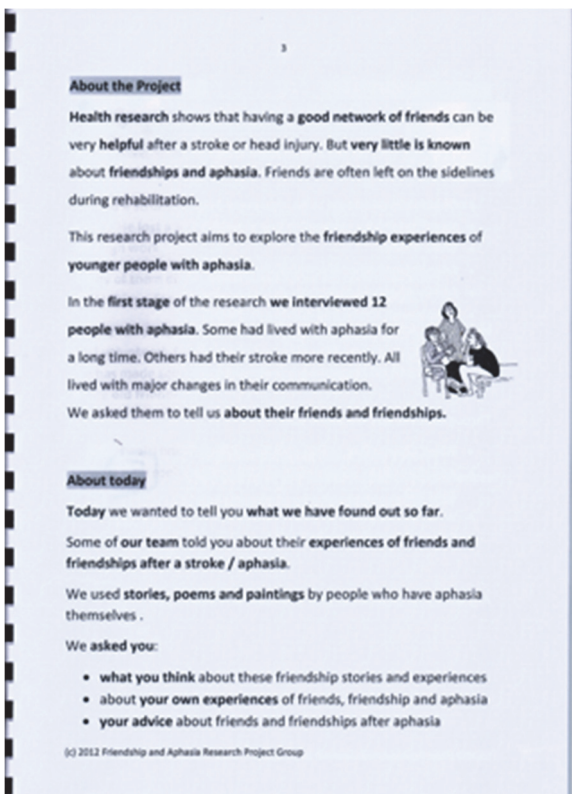 3
About the Project
Health research shows that having a good network of friends can be
very helpful after a stroke or head injury. But very little is known
about friendships and aphasia. Friends are often left on the sidelines
during rehabilitation.
This research project aims to explore the friendship experiences of
younger people with aphasia.
In the first stage of the research we interviewed 12
people with aphasia. Some had lived with aphasia for
a long time. Others had their stroke more recently. All
lived with major changes in their communication.
We asked them to tell us about their friends and friendships.
About today
Today we wanted to tell you what we have found out so far.
Some of our team told you about their experiences of friends and
friendships after a stroke / aphasia.
We used stories, poems and paintings by people who have aphasia
themselves .
We asked you:
• what you think about these friendship stories and experiences
• about your own experiences of friends, friendship and aphasia
• your advice about friends and friendships after aphasia
(c) 2012 Friendship and Aphasia Research Project Group